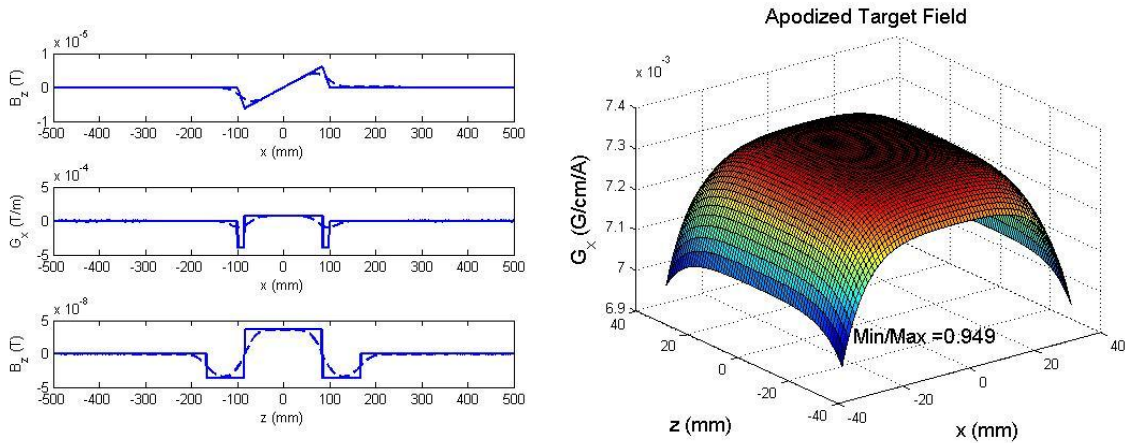 x 10^-5
1
0
-1
B_z (T)
-500 -400 -300 -200 -100 0 100 200 300 400 500
x (mm)
x 10^-4
5
0
-5
G_x (T/m)
-500 -400 -300 -200 -100 0 100 200 300 400 500
x (mm)
x 10^-8
5
0
-5
B_z (T)
-500 -400 -300 -200 -100 0 100 200 300 400 500
z (mm)
Apodized Target Field
x 10^-3
7.4
7.3
7.2
7.1
7
6.9
G_x (G/cm/A)
40
20
0
-20
-40
z (mm)
-40
-20
0
20
40
x (mm)
Min/Max =0.949